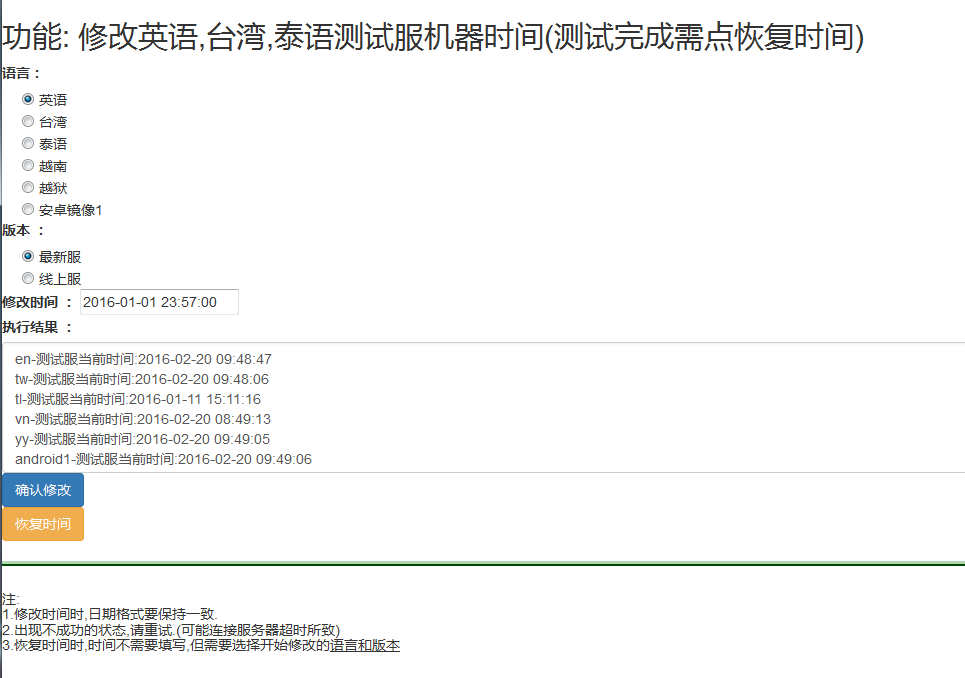 功能: 修改英语,台湾,泰语测试服机器时间(测试完成需点恢复时间)
语言：
英语
台湾
泰语
越南
越狱
安卓镜像1
版本 ：
最新服
线上服
修改时间 ： 2016-01-01 23:57:00
执行结果 ：
en-测试服当前时间:2016-02-20 09:48:47
tw-测试服当前时间:2016-02-20 09:48:06
tl-测试服当前时间:2016-01-11 15:11:16
vn-测试服当前时间:2016-02-20 08:49:13
yy-测试服当前时间:2016-02-20 09:49:05
android1-测试服当前时间:2016-02-20 09:49:06
确认修改
恢复时间
注:
1.修改时间时,日期格式要保持一致.
2.出现不成功的状态,请重试.(可能连接服务器超时所致)
3.恢复时间时,时间不需要填写,但需要选择开始修改的语言和版本